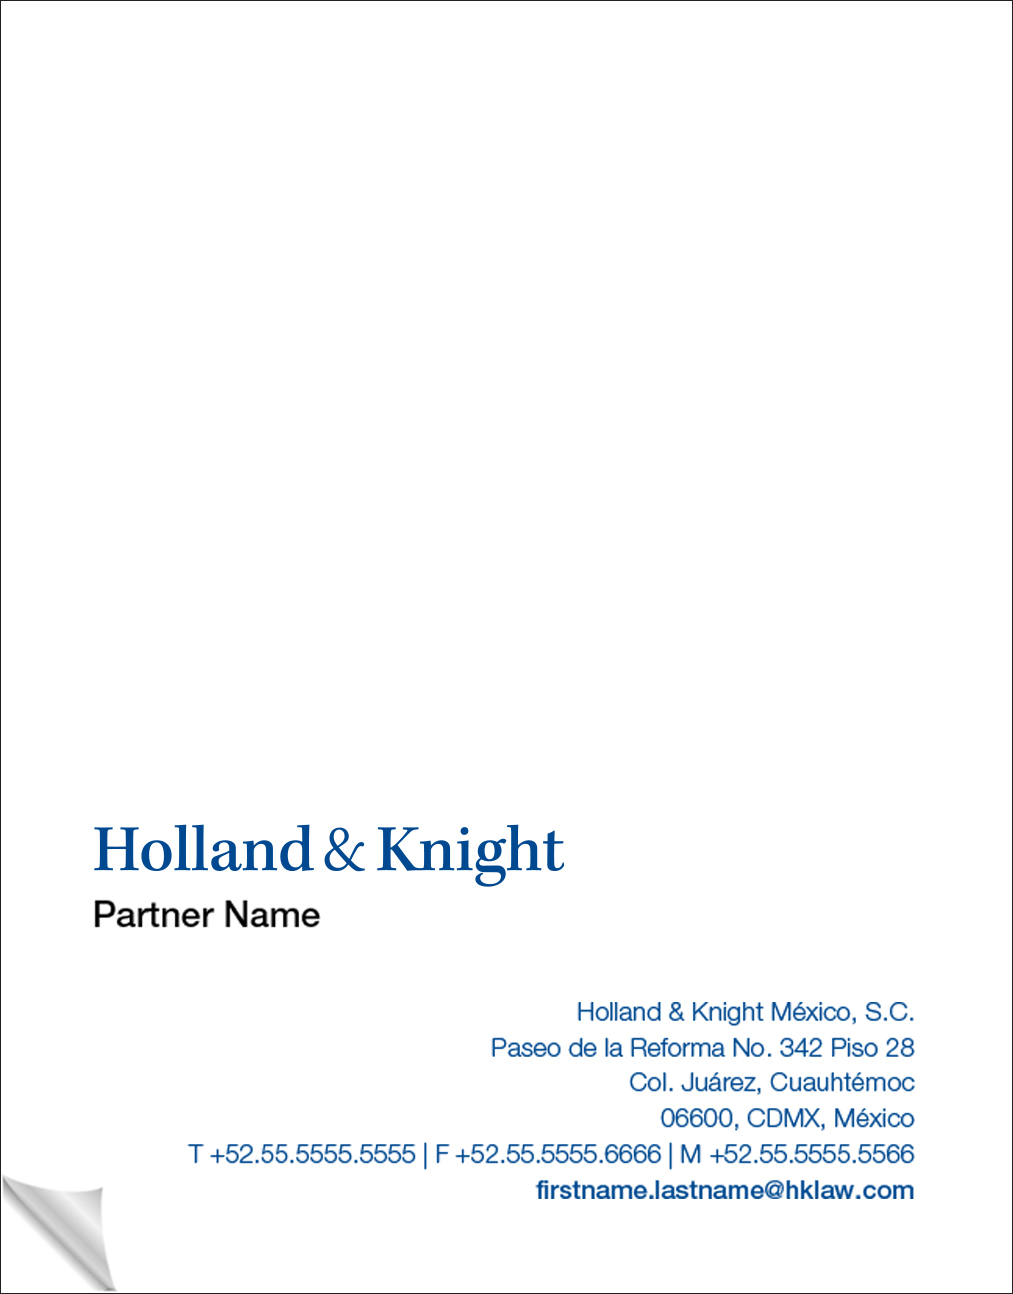 Holland & Knight
Partner Name
Holland & Knight México, S.C.
Paseo de la Reforma No. 342 Piso 28
Col. Juárez, Cuauhtémoc
06600, CDMX, México
T +52.55.5555.5555 | F +52.55.5555.6666 | M +52.55.5555.5566
firstname.lastname@hklaw.com